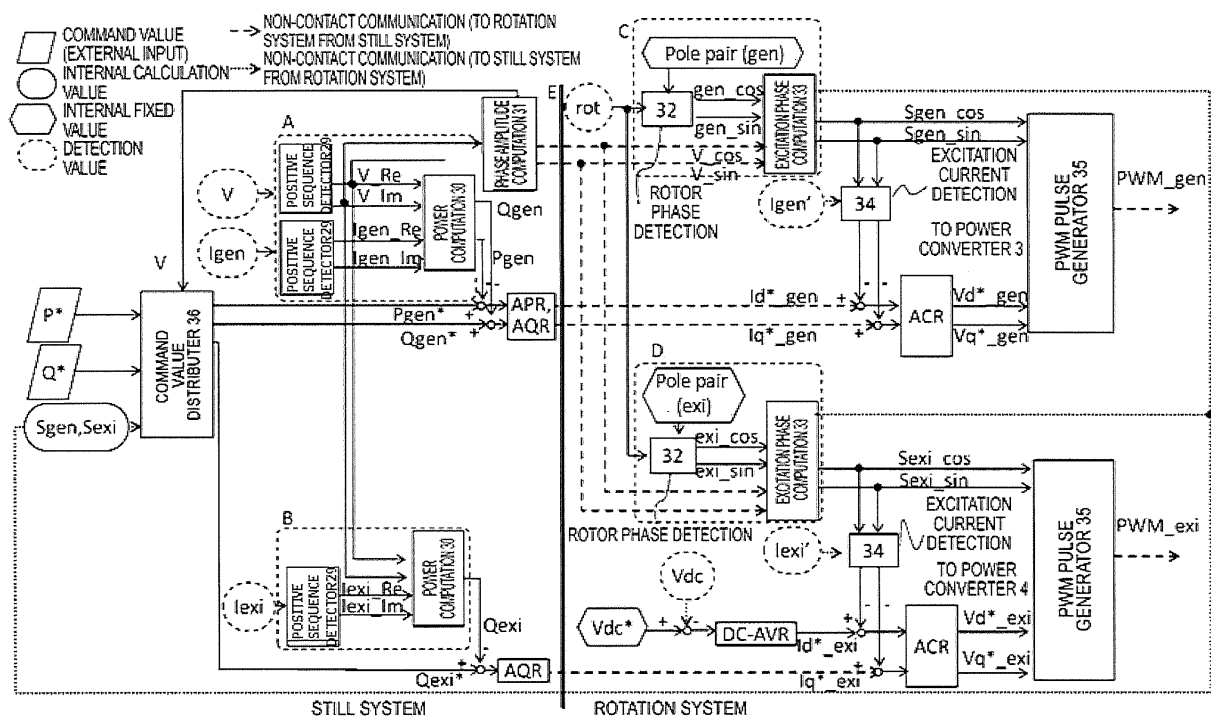 COMMAND VALUE
(EXTERNAL INPUT)
INTERNAL CALCULATION
VALUE
INTERNAL FIXED
VALUE
DETECTION
VALUE
NON-CONTACT COMMUNICATION (TO ROTATION
SYSTEM FROM STILL SYSTEM)
NON-CONTACT COMMUNICATION (TO STILL SYSTEM
FROM ROTATION SYSTEM)
A
V
Igen
POSITIVE
SEQUENCE
DETECTOR29
POSITIVE
SEQUENCE
DETECTOR29
V_Re
V_Im
Igen_Re
Igen_Im
POWER
COMPUTATION 30
PHASE·AMPLITUDE
COMPUTATION 31
Qgen
Pgen
V
P*
Q*
Sgen,Sexi
COMMAND
VALUE
DISTRIBUTER 36
Pgen*
Qgen*
+
+
-
-
APR,
AQR
B
Iexi
POSITIVE
SEQUENCE
DETECTOR29
Iexi_Re
Iexi_Im
POWER
COMPUTATION 30
Qexi
Qexi*
+
-
AQR
STILL SYSTEM
E
ROTATION SYSTEM
C
Pole pair (gen)
rot
32
gen_cos
gen_sin
V_cos
V_sin
EXCITATION PHASE
COMPUTATION 33
ROTOR
PHASE
DETECTION
Sgen_cos
Sgen_sin
EXCITATION
CURRENT
DETECTION
Igen'
34
TO POWER
CONVERTER 3
Id*_gen
Iq*_gen
+
+
-
-
ACR
Vd*_gen
Vq*_gen
PWM PULSE
GENERATOR 35
PWM_gen
D
Pole pair
(exi)
32
exi_cos
exi_sin
EXCITATION PHASE
COMPUTATION 33
ROTOR PHASE DETECTION
Sexi_cos
Sexi_sin
EXCITATION
CURRENT
DETECTION
Iexi'
34
TO POWER
CONVERTER 4
Vdc
Vdc*
+
-
DC-AVR
Id*_exi
Iq*_exi
+
+
-
-
ACR
Vd*_exi
Vq*_exi
PWM PULSE
GENERATOR 35
PWM_exi